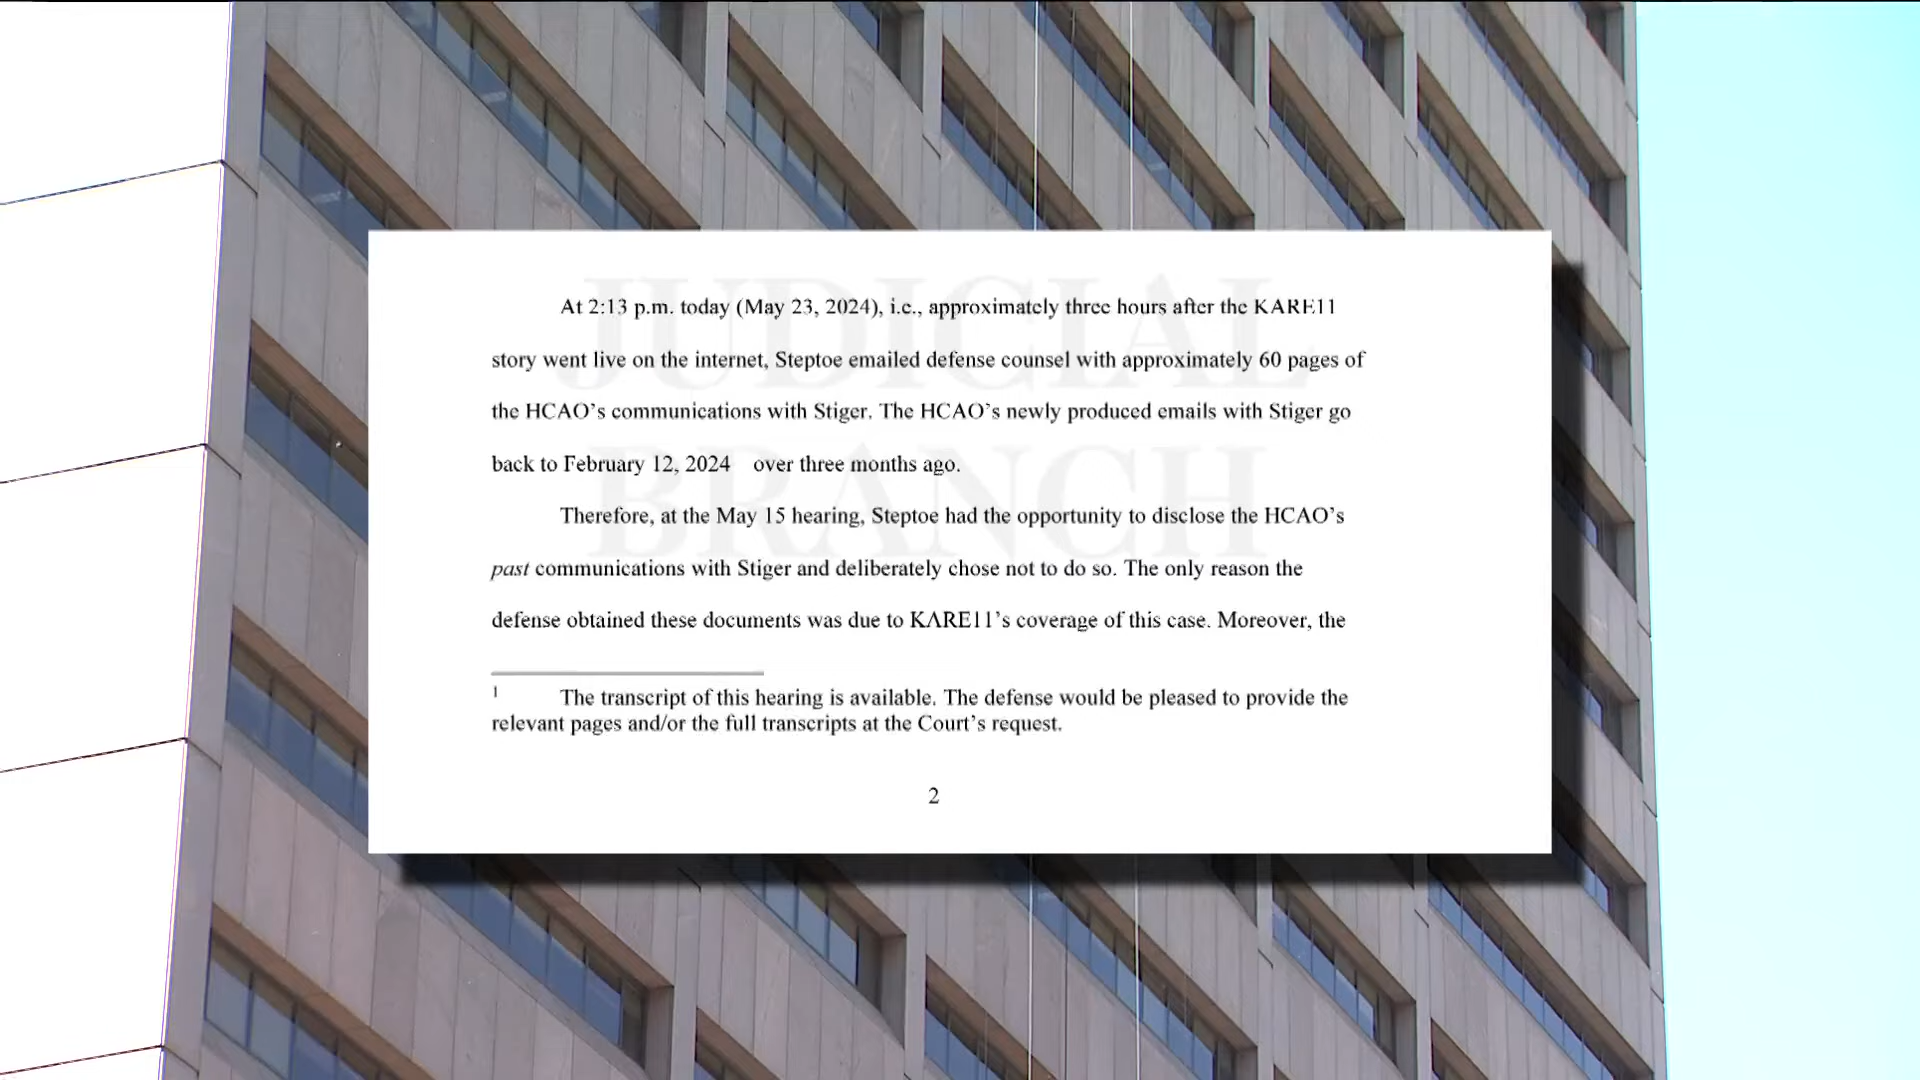 JUDICIAL
BRANCH
At 2:13 p.m. today (May 23, 2024), i.e., approximately three hours after the KARE11
story went live on the internet, Steptoe emailed defense counsel with approximately 60 pages of
the HCAO's communications with Stiger. The HCAO's newly produced emails with Stiger go
back to February 12, 2024 over three months ago.
Therefore, at the May 15 hearing, Steptoe had the opportunity to disclose the HCAO's
past communications with Stiger and deliberately chose not to do so. The only reason the
defense obtained these documents was due to KARE11's coverage of this case. Moreover, the
1 The transcript of this hearing is available. The defense would be pleased to provide the
relevant pages and/or the full transcripts at the Court's request.
2